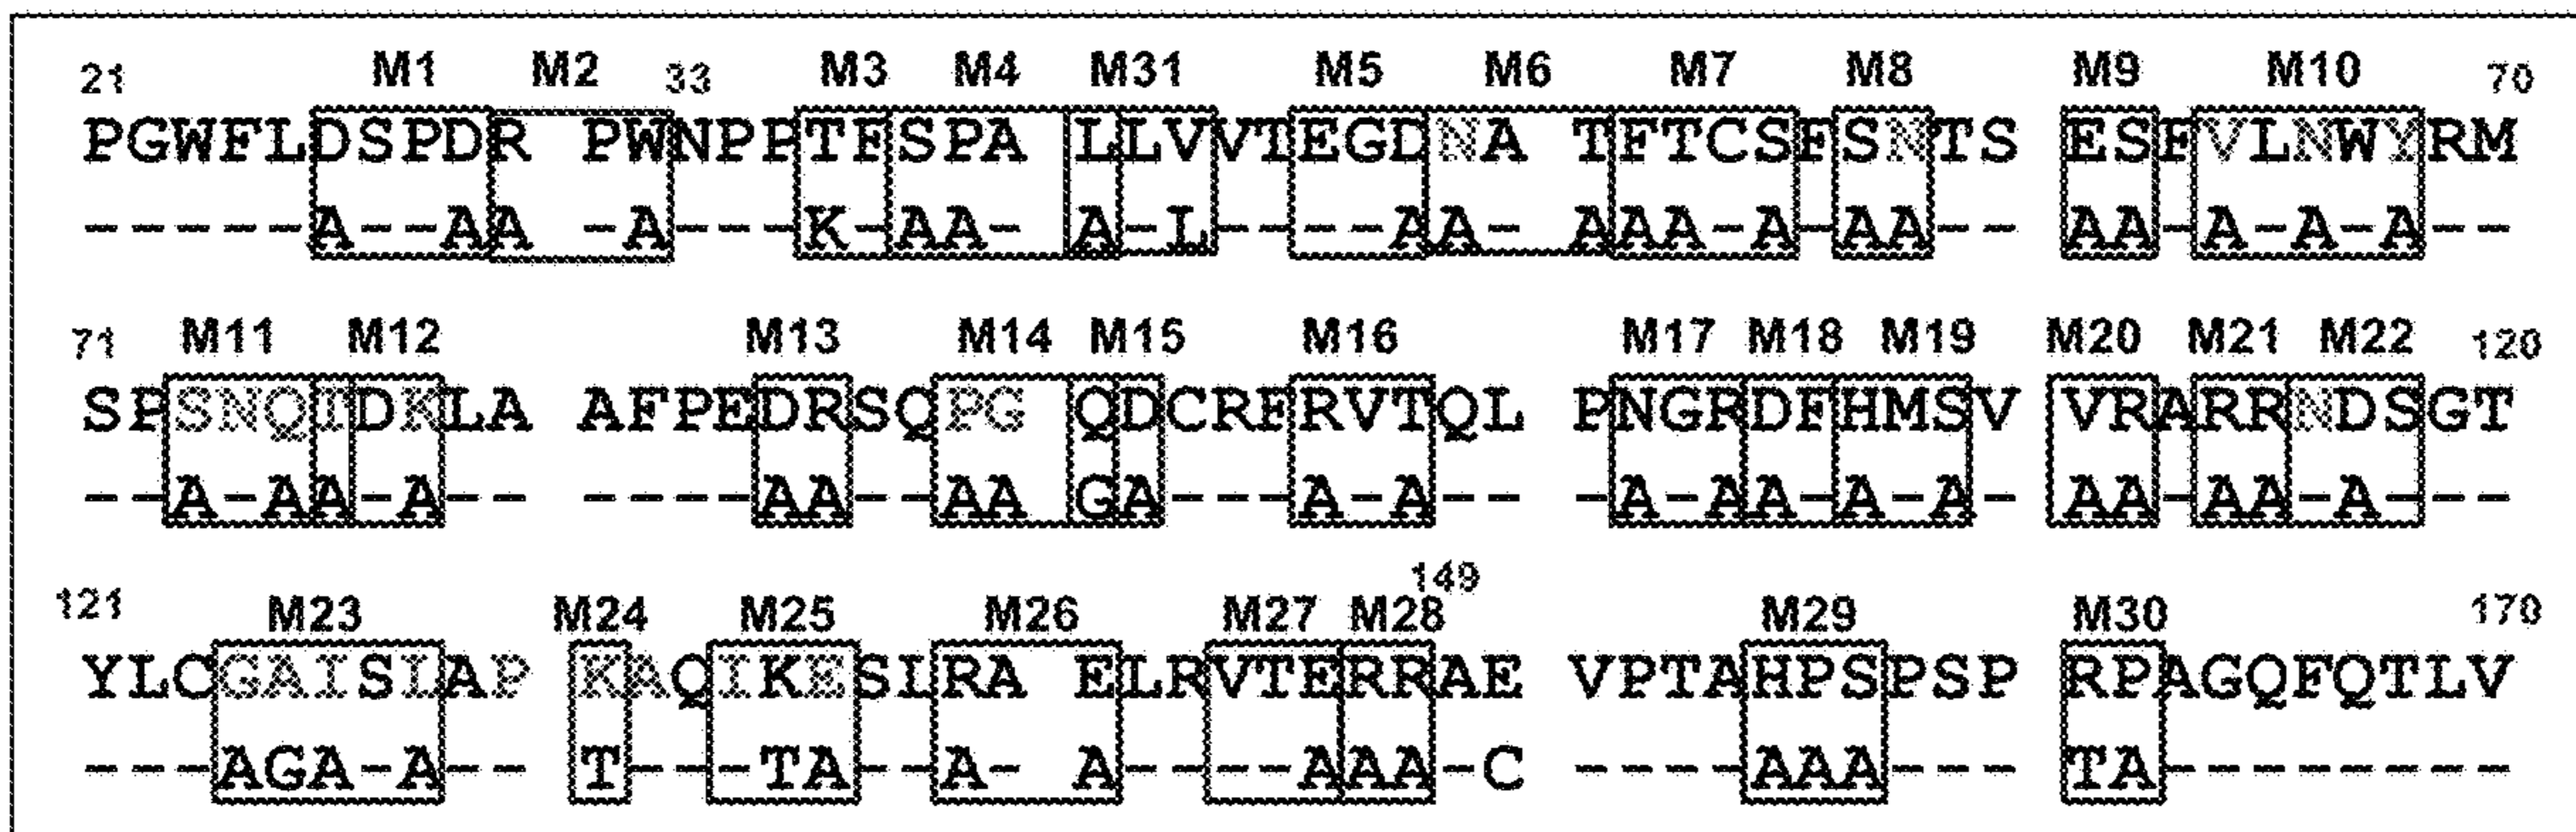 21 M1 M2 33 M3 M4 M31 M5 M6 M7 M8 M9 M10 70
PGWFLDSPDR PWNPPTFSPA LLVVTEGDNA TFTCSFSNTS ESFVLNWYRM
-----A--AA -A---K-AA- A-L----AA- AAA-A-AA-- AA-A-A-A--
71 M11 M12 M13 M14 M15 M16 M17 M18 M19 M20 M21 M22 120
SPSNQTDKLA AFPEDRSQPG QDCRFRVTQL PNGRDFHMSV VRARRNDSGT
--A-AA-A-- ----AA--AA GA---A-A-- -A-AA-A-A- AA-AA-A---
121 M23 M24 M25 M26 M27 M28 149 M29 M30 170
YLCGAISLAP KAQIKESLRA ELRVTERRAE VPTAHPSPSP RPAGQFQTLV
---AGA-A-- T---TA--A- A----AAA-C ----AAA--- TA--------